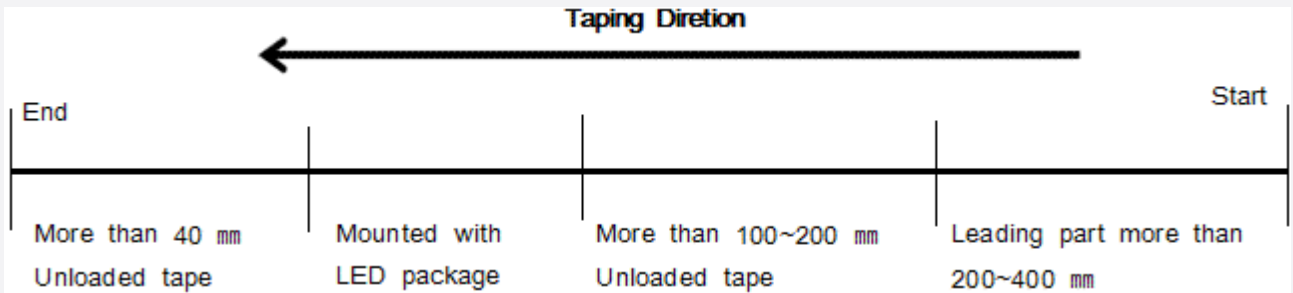 Taping Diretion
End
Start
More than 40 ㎜
Unloaded tape
Mounted with
LED package
More than 100~200 ㎜
Unloaded tape
Leading part more than
200~400 ㎜